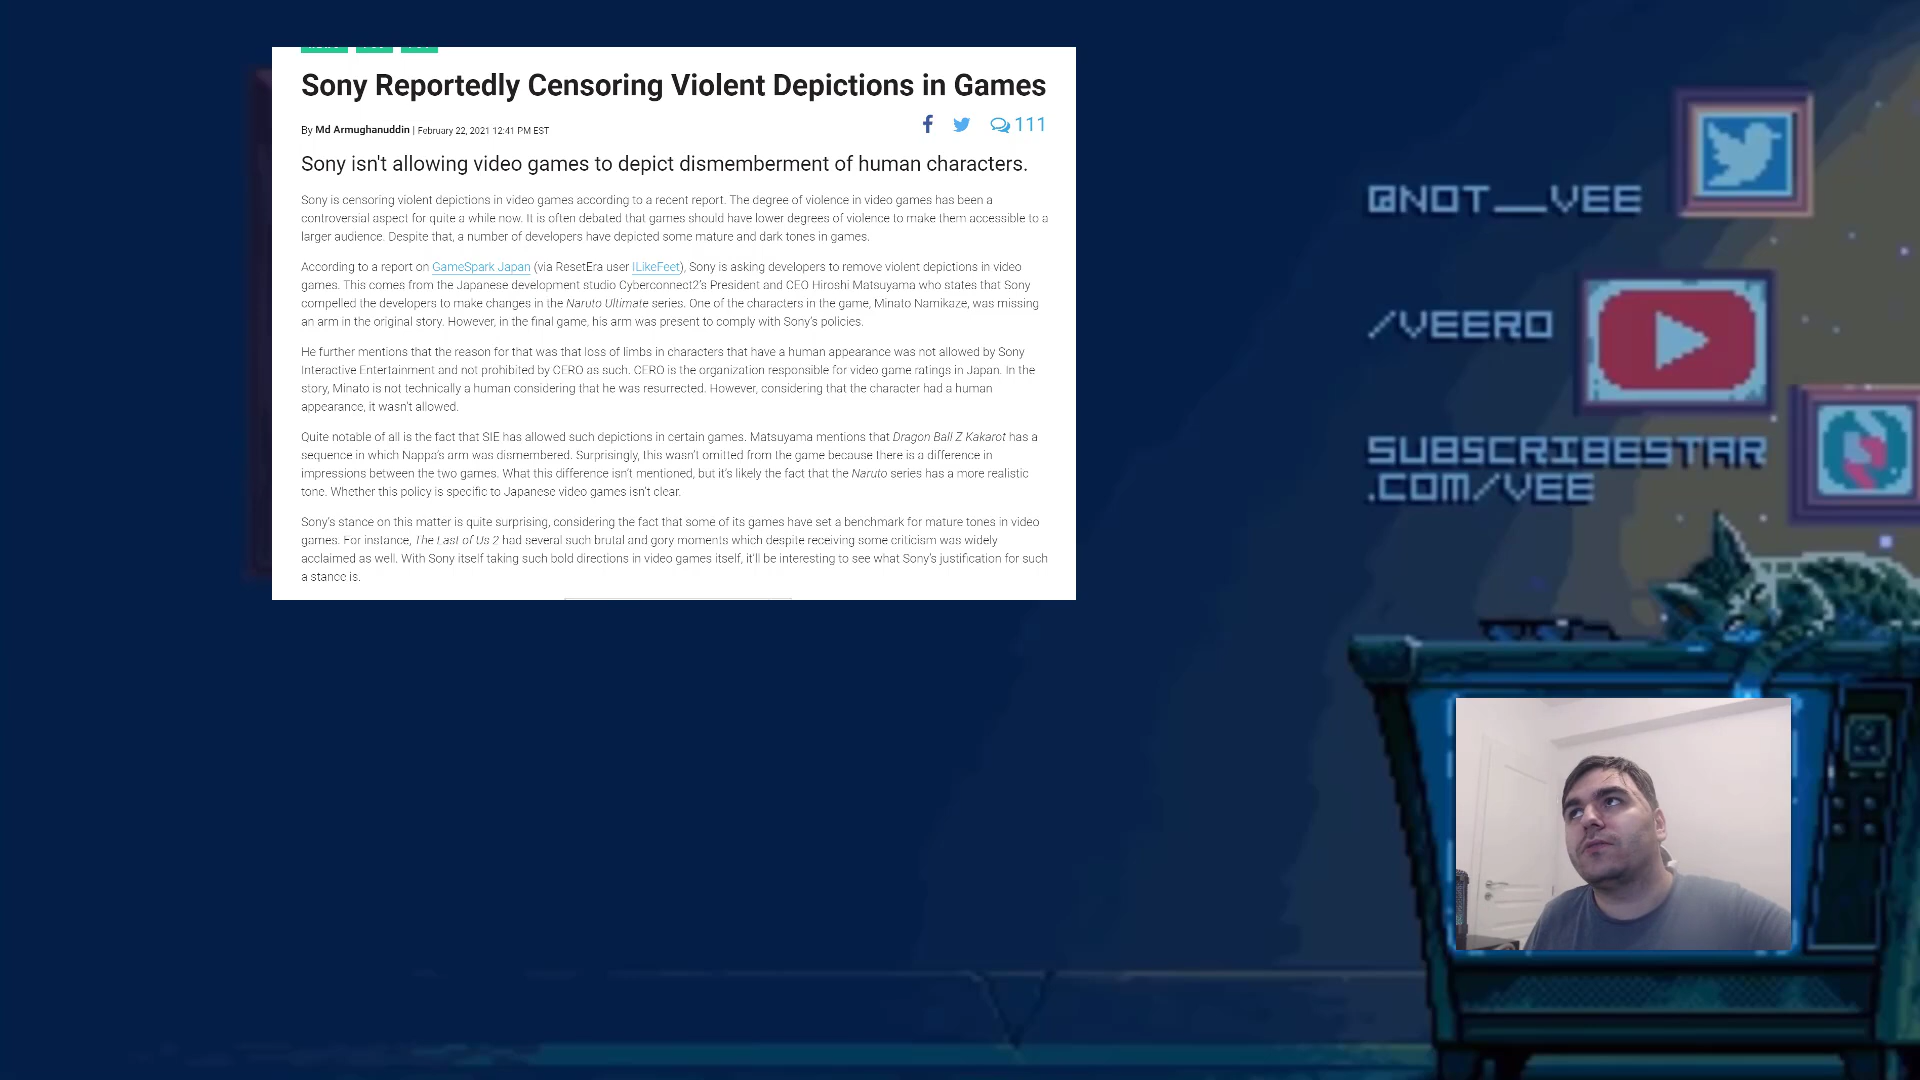 Sony Reportedly Censoring Violent Depictions in Games
By Md Armughanuddin | February 22, 2021 12:41 PM EST
111
Sony isn't allowing video games to depict dismemberment of human characters.
Sony is censoring violent depictions in video games according to a recent report. The degree of violence in video games has been a
controversial aspect for quite a while now. It is often debated that games should have lower degrees of violence to make them accessible to a
larger audience. Despite that, a number of developers have depicted some mature and dark tones in games.
According to a report on GameSpark Japan (via ResetEra user ILikeFeet), Sony is asking developers to remove violent depictions in video
games. This comes from the Japanese development studio Cyberconnect2's President and CEO Hiroshi Matsuyama who states that Sony
compelled the developers to make changes in the Naruto Ultimate series. One of the characters in the game, Minato Namikaze, was missing
an arm in the original story. However, in the final game, his arm was present to comply with Sony's policies.
He further mentions that the reason for that was that loss of limbs in characters that have a human appearance was not allowed by Sony
Interactive Entertainment and not prohibited by CERO as such. CERO is the organization responsible for video game ratings in Japan. In the
story, Minato is not technically a human considering that he was resurrected. However, considering that the character had a human
appearance, it wasn't allowed.
Quite notable of all is the fact that SIE has allowed such depictions in certain games. Matsuyama mentions that Dragon Ball Z Kakarot has a
sequence in which Nappa's arm was dismembered. Surprisingly, this wasn't omitted from the game because there is a difference in
impressions between the two games. What this difference isn't mentioned, but it's likely the fact that the Naruto series has a more realistic
tone. Whether this policy is specific to Japanese video games isn't clear.
Sony's stance on this matter is quite surprising, considering the fact that some of its games have set a benchmark for mature tones in video
games. For instance, The Last of Us 2 had several such brutal and gory moments which despite receiving some criticism was widely
acclaimed as well. With Sony itself taking such bold directions in video games itself, it'll be interesting to see what Sony's justification for such
a stance is.
@NOT__VEE
/VEERO
SUBSCRIBESTAR
.COM/VEE